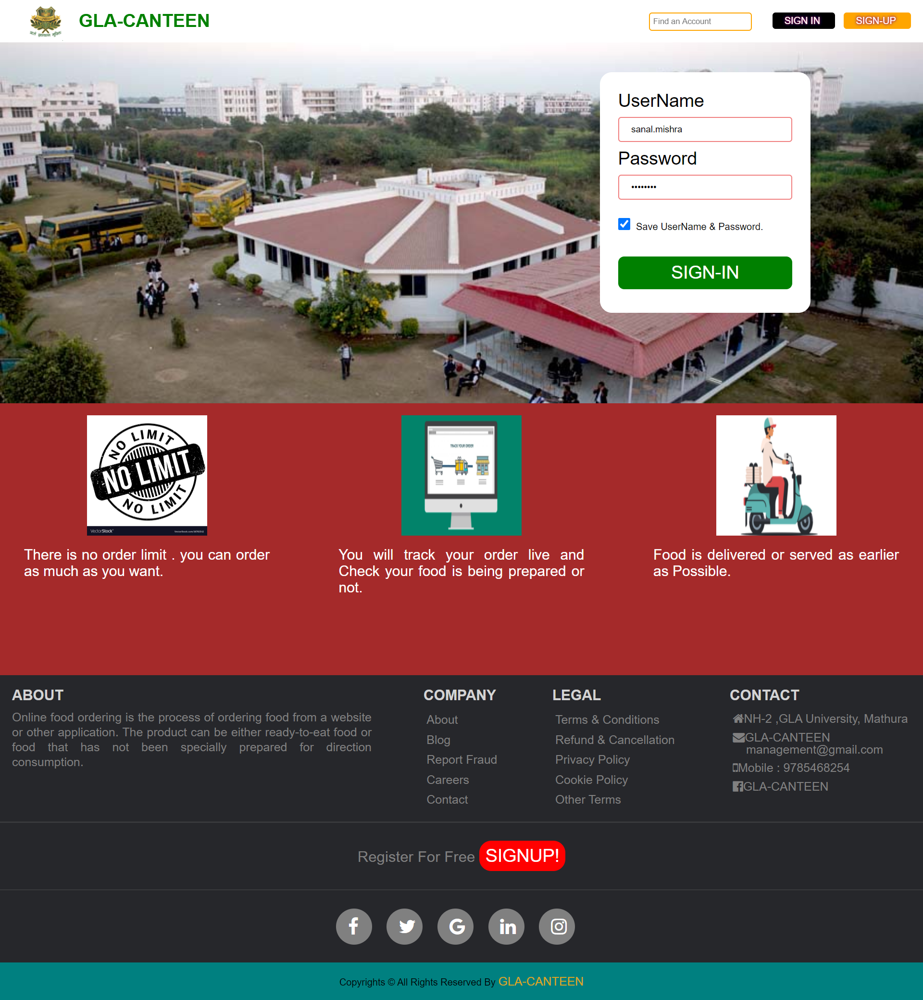 GLA-CANTEEN
Find an Account
SIGN IN
SIGN-UP
UserName
sanal.mishra
Password
••••••••
Save UserName & Password.
SIGN-IN
NO LIMIT
NO LIMIT
NO LIMIT
VectorStock®
TRACK YOUR ORDER
There is no order limit . you can order
as much as you want.
You will track your order live and
Check your food is being prepared or
not.
Food is delivered or served as earlier
as Possible.
ABOUT
Online food ordering is the process of ordering food from a website
or other application. The product can be either ready-to-eat food or
food that has not been specially prepared for direction
consumption.
COMPANY
About
Blog
Report Fraud
Careers
Contact
LEGAL
Terms & Conditions
Refund & Cancellation
Privacy Policy
Cookie Policy
Other Terms
CONTACT
NH-2 ,GLA University, Mathura
GLA-CANTEEN
management@gmail.com
Mobile : 9785468254
GLA-CANTEEN
Register For Free SIGNUP!
Copyrights © All Rights Reserved By GLA-CANTEEN